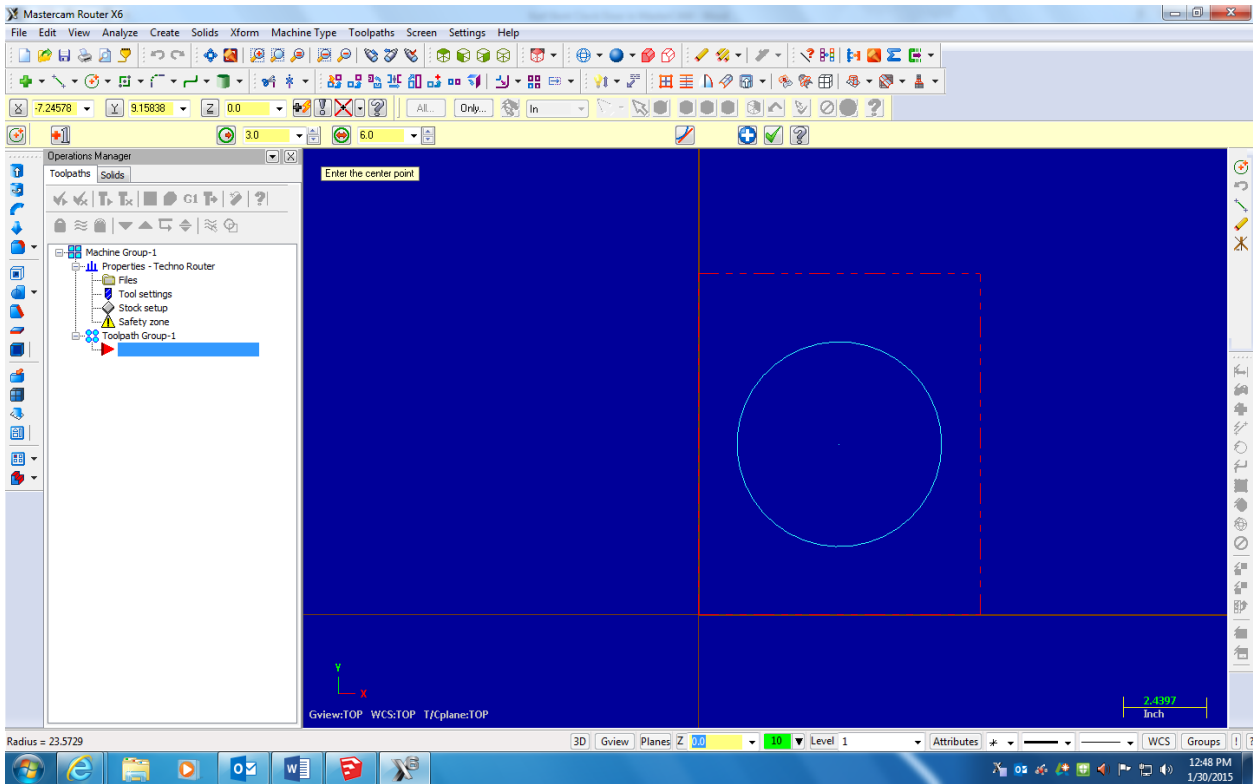 Mastercam Router X6
File Edit View Analyze Create Solids Xform Machine Type Toolpaths Screen Settings Help
X -7.24578 Y 9.15838 Z 0.0 All... Only... In
+1 3.0 6.0
Operations Manager
Toolpaths Solids
G1
Machine Group-1
Properties - Techno Router
Files
Tool settings
Stock setup
Safety zone
Toolpath Group-1
Enter the center point
Y
X
Gview:TOP WCS:TOP T/Cplane:TOP
2.4397
Inch
Radius = 23.5729 3D Gview Planes Z 0.0 10 Level 1 Attributes WCS Groups ! ?
12:48 PM
1/30/2015